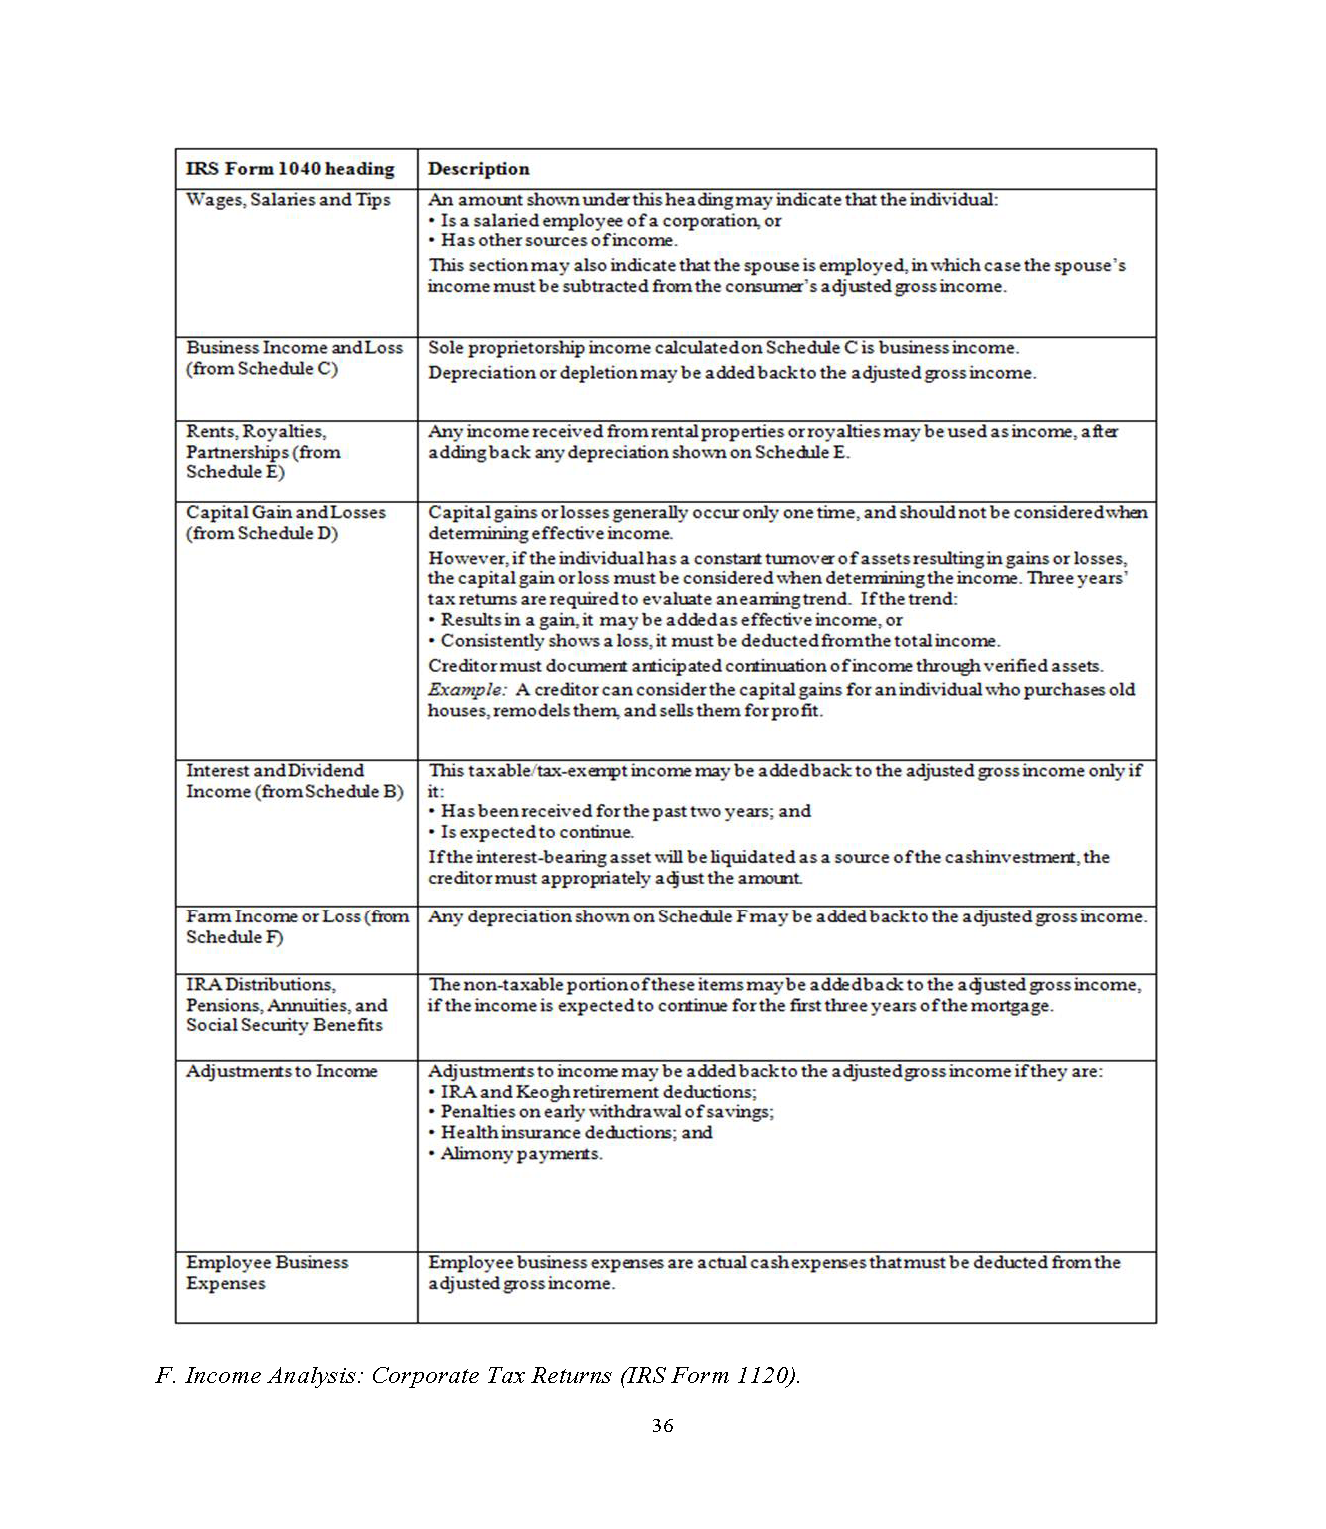 IRS Form 1040 heading
Description
Wages, Salaries and Tips
An amount shown under this heading may indicate that the individual:
• Is a salaried employee of a corporation, or
• Has other sources of income.
This section may also indicate that the spouse is employed, in which case the spouse's
income must be subtracted from the consumer's adjusted gross income.
Business Income and Loss
(from Schedule C)
Sole proprietorship income calculated on Schedule C is business income.
Depreciation or depletion may be added back to the adjusted gross income.
Rents, Royalties,
Partnerships (from
Schedule E)
Any income received from rental properties or royalties may be used as income, after
adding back any depreciation shown on Schedule E.
Capital Gain and Losses
(from Schedule D)
Capital gains or losses generally occur only one time, and should not be considered when
determining effective income.
However, if the individual has a constant turnover of assets resulting in gains or losses,
the capital gain or loss must be considered when determining the income. Three years'
tax returns are required to evaluate an earning trend. If the trend:
• Results in a gain, it may be added as effective income, or
• Consistently shows a loss, it must be deducted from the total income.
Creditor must document anticipated continuation of income through verified assets.
Example: A creditor can consider the capital gains for an individual who purchases old
houses, remodels them, and sells them for profit.
Interest and Dividend
Income (from Schedule B)
This taxable/tax-exempt income may be added back to the adjusted gross income only if
it:
• Has been received for the past two years; and
• Is expected to continue.
If the interest-bearing asset will be liquidated as a source of the cash investment, the
creditor must appropriately adjust the amount.
Farm Income or Loss (from
Schedule F)
Any depreciation shown on Schedule F may be added back to the adjusted gross income.
IRA Distributions,
Pensions, Annuities, and
Social Security Benefits
The non-taxable portion of these items may be added back to the adjusted gross income,
if the income is expected to continue for the first three years of the mortgage.
Adjustments to Income
Adjustments to income may be added back to the adjusted gross income if they are:
• IRA and Keogh retirement deductions;
• Penalties on early withdrawal of savings;
• Health insurance deductions; and
• Alimony payments.
Employee Business
Expenses
Employee business expenses are actual cash expenses that must be deducted from the
adjusted gross income.
F. Income Analysis: Corporate Tax Returns (IRS Form 1120).
36